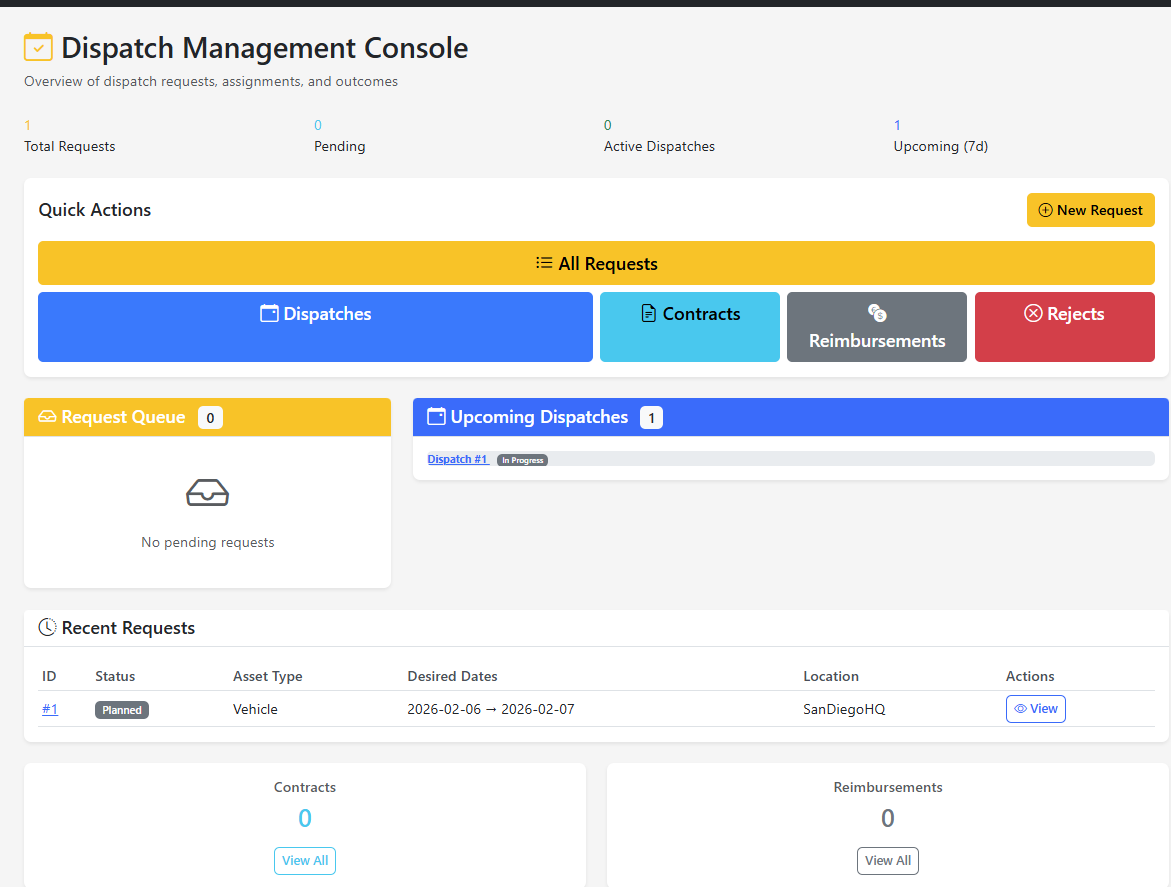 Dispatch Management Console
Overview of dispatch requests, assignments, and outcomes
1
Total Requests
0
Pending
0
Active Dispatches
1
Upcoming (7d)
Quick Actions
New Request
All Requests
Dispatches
Contracts
Reimbursements
Rejects
Request Queue 0
No pending requests
Upcoming Dispatches 1
Dispatch #1 In Progress
Recent Requests
ID Status Asset Type Desired Dates Location Actions
#1 Planned Vehicle 2026-02-06 → 2026-02-07 SanDiegoHQ View
Contracts
0
View All
Reimbursements
0
View All